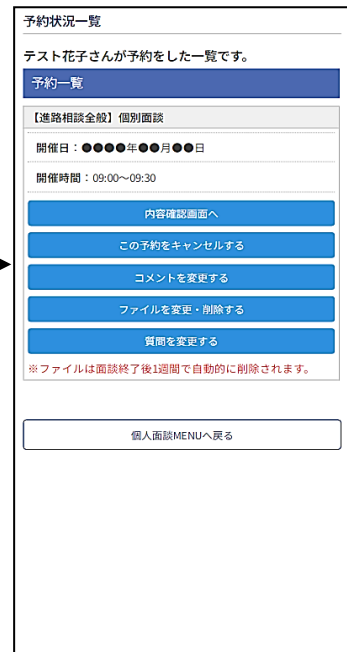 予約状況一覧
テスト花子さんが予約をした一覧です。
予約一覧
【進路相談全般】個別面談
開催日：●●●●年●●月●●日
開催時間：09:00～09:30
内容確認画面へ
この予約をキャンセルする
コメントを変更する
ファイルを変更・削除する
質問を変更する
※ファイルは面談終了後1週間で自動的に削除されます。
個人面談MENUへ戻る